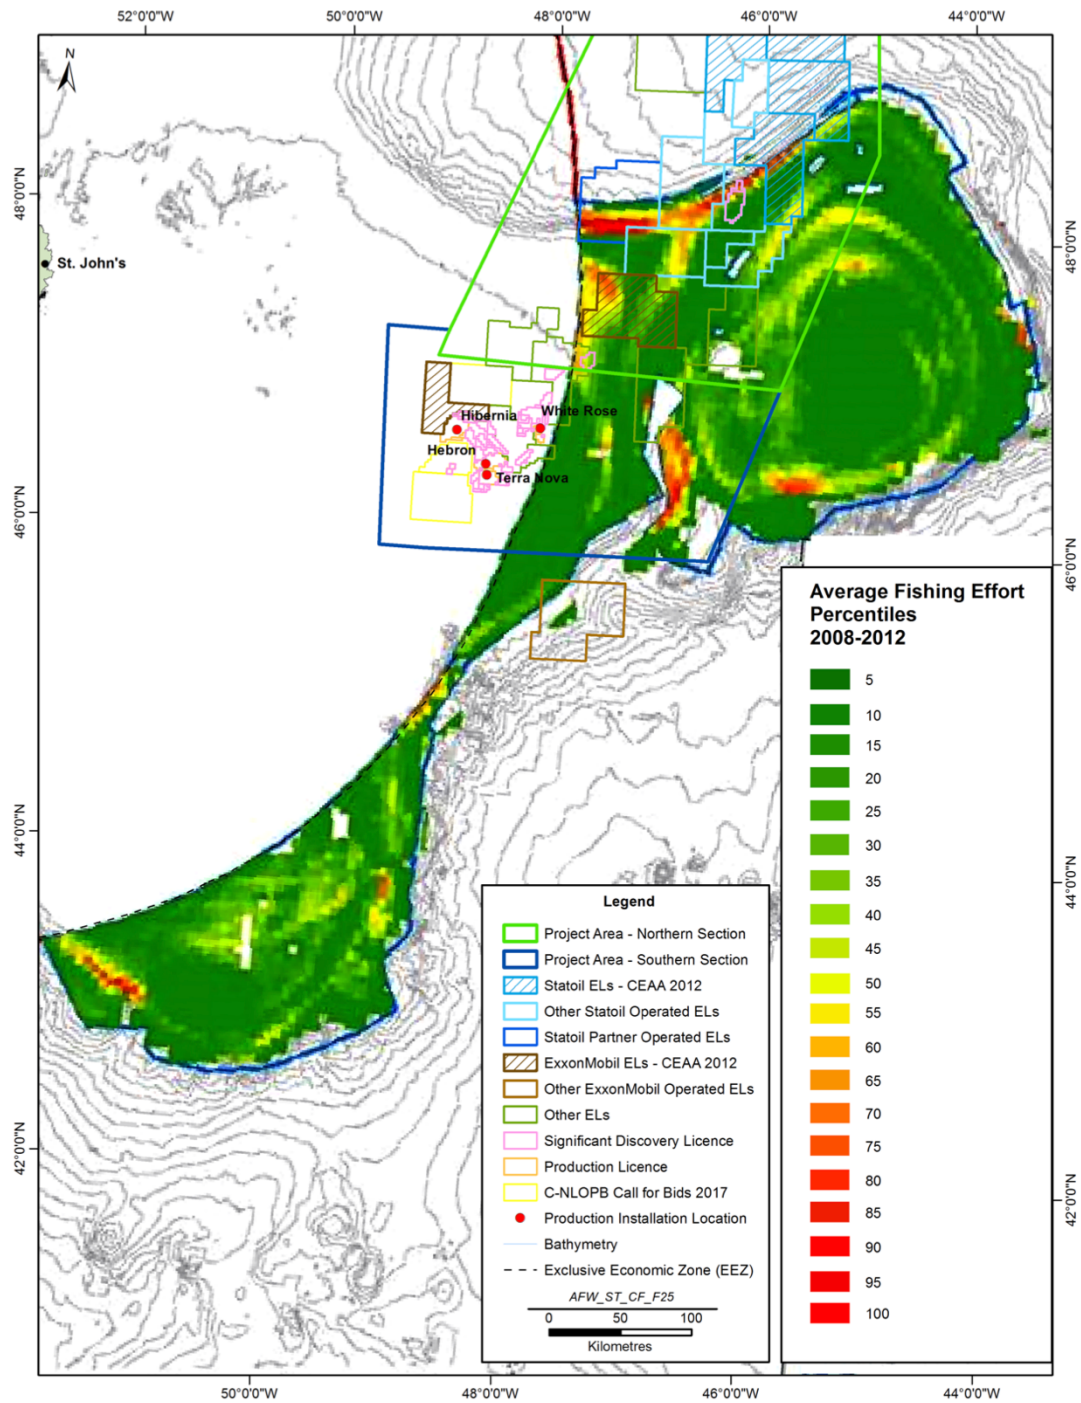 52°0'0"W 50°0'0"W 48°0'0"W 46°0'0"W 44°0'0"W
N
48°0'0"N
48°0'0"N
St. John's
White Rose
Hibernia
Hebron
Terra Nova
46°0'0"N
46°0'0"N
Average Fishing Effort
Percentiles
2008-2012
5
10
15
20
25
30
35
40
45
50
55
60
65
70
75
80
85
90
95
100
44°0'0"N
44°0'0"N
Legend
Project Area - Northern Section
Project Area - Southern Section
Statoil ELs - CEAA 2012
Other Statoil Operated ELs
Statoil Partner Operated ELs
ExxonMobil ELs - CEAA 2012
Other ExxonMobil Operated ELs
Other ELs
Significant Discovery Licence
Production Licence
C-NLOPB Call for Bids 2017
Production Installation Location
Bathymetry
Exclusive Economic Zone (EEZ)
AFW_ST_CF_F25
0 50 100
Kilometres
42°0'0"N
42°0'0"N
50°0'0"W 48°0'0"W 46°0'0"W 44°0'0"W